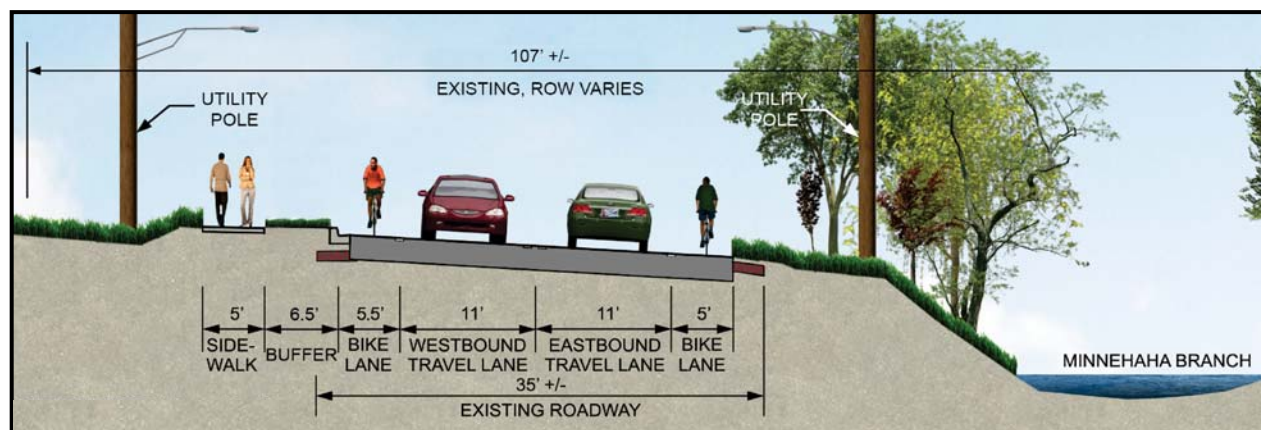 107' +/-
EXISTING, ROW VARIES
UTILITY
POLE
UTILITY
POLE
5'
6.5'
5.5'
11'
11'
5'
SIDE-
WALK
BUFFER
BIKE
LANE
WESTBOUND
TRAVEL LANE
EASTBOUND
TRAVEL LANE
BIKE
LANE
35' +/-
EXISTING ROADWAY
MINNEHAHA BRANCH